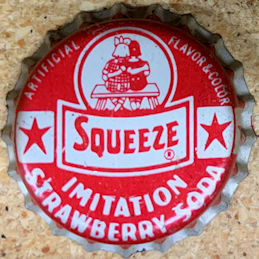 ARTIFICIAL FLAVOR & COLOR
SQUEEZE
®
IMITATION
STRAWBERRY SODA